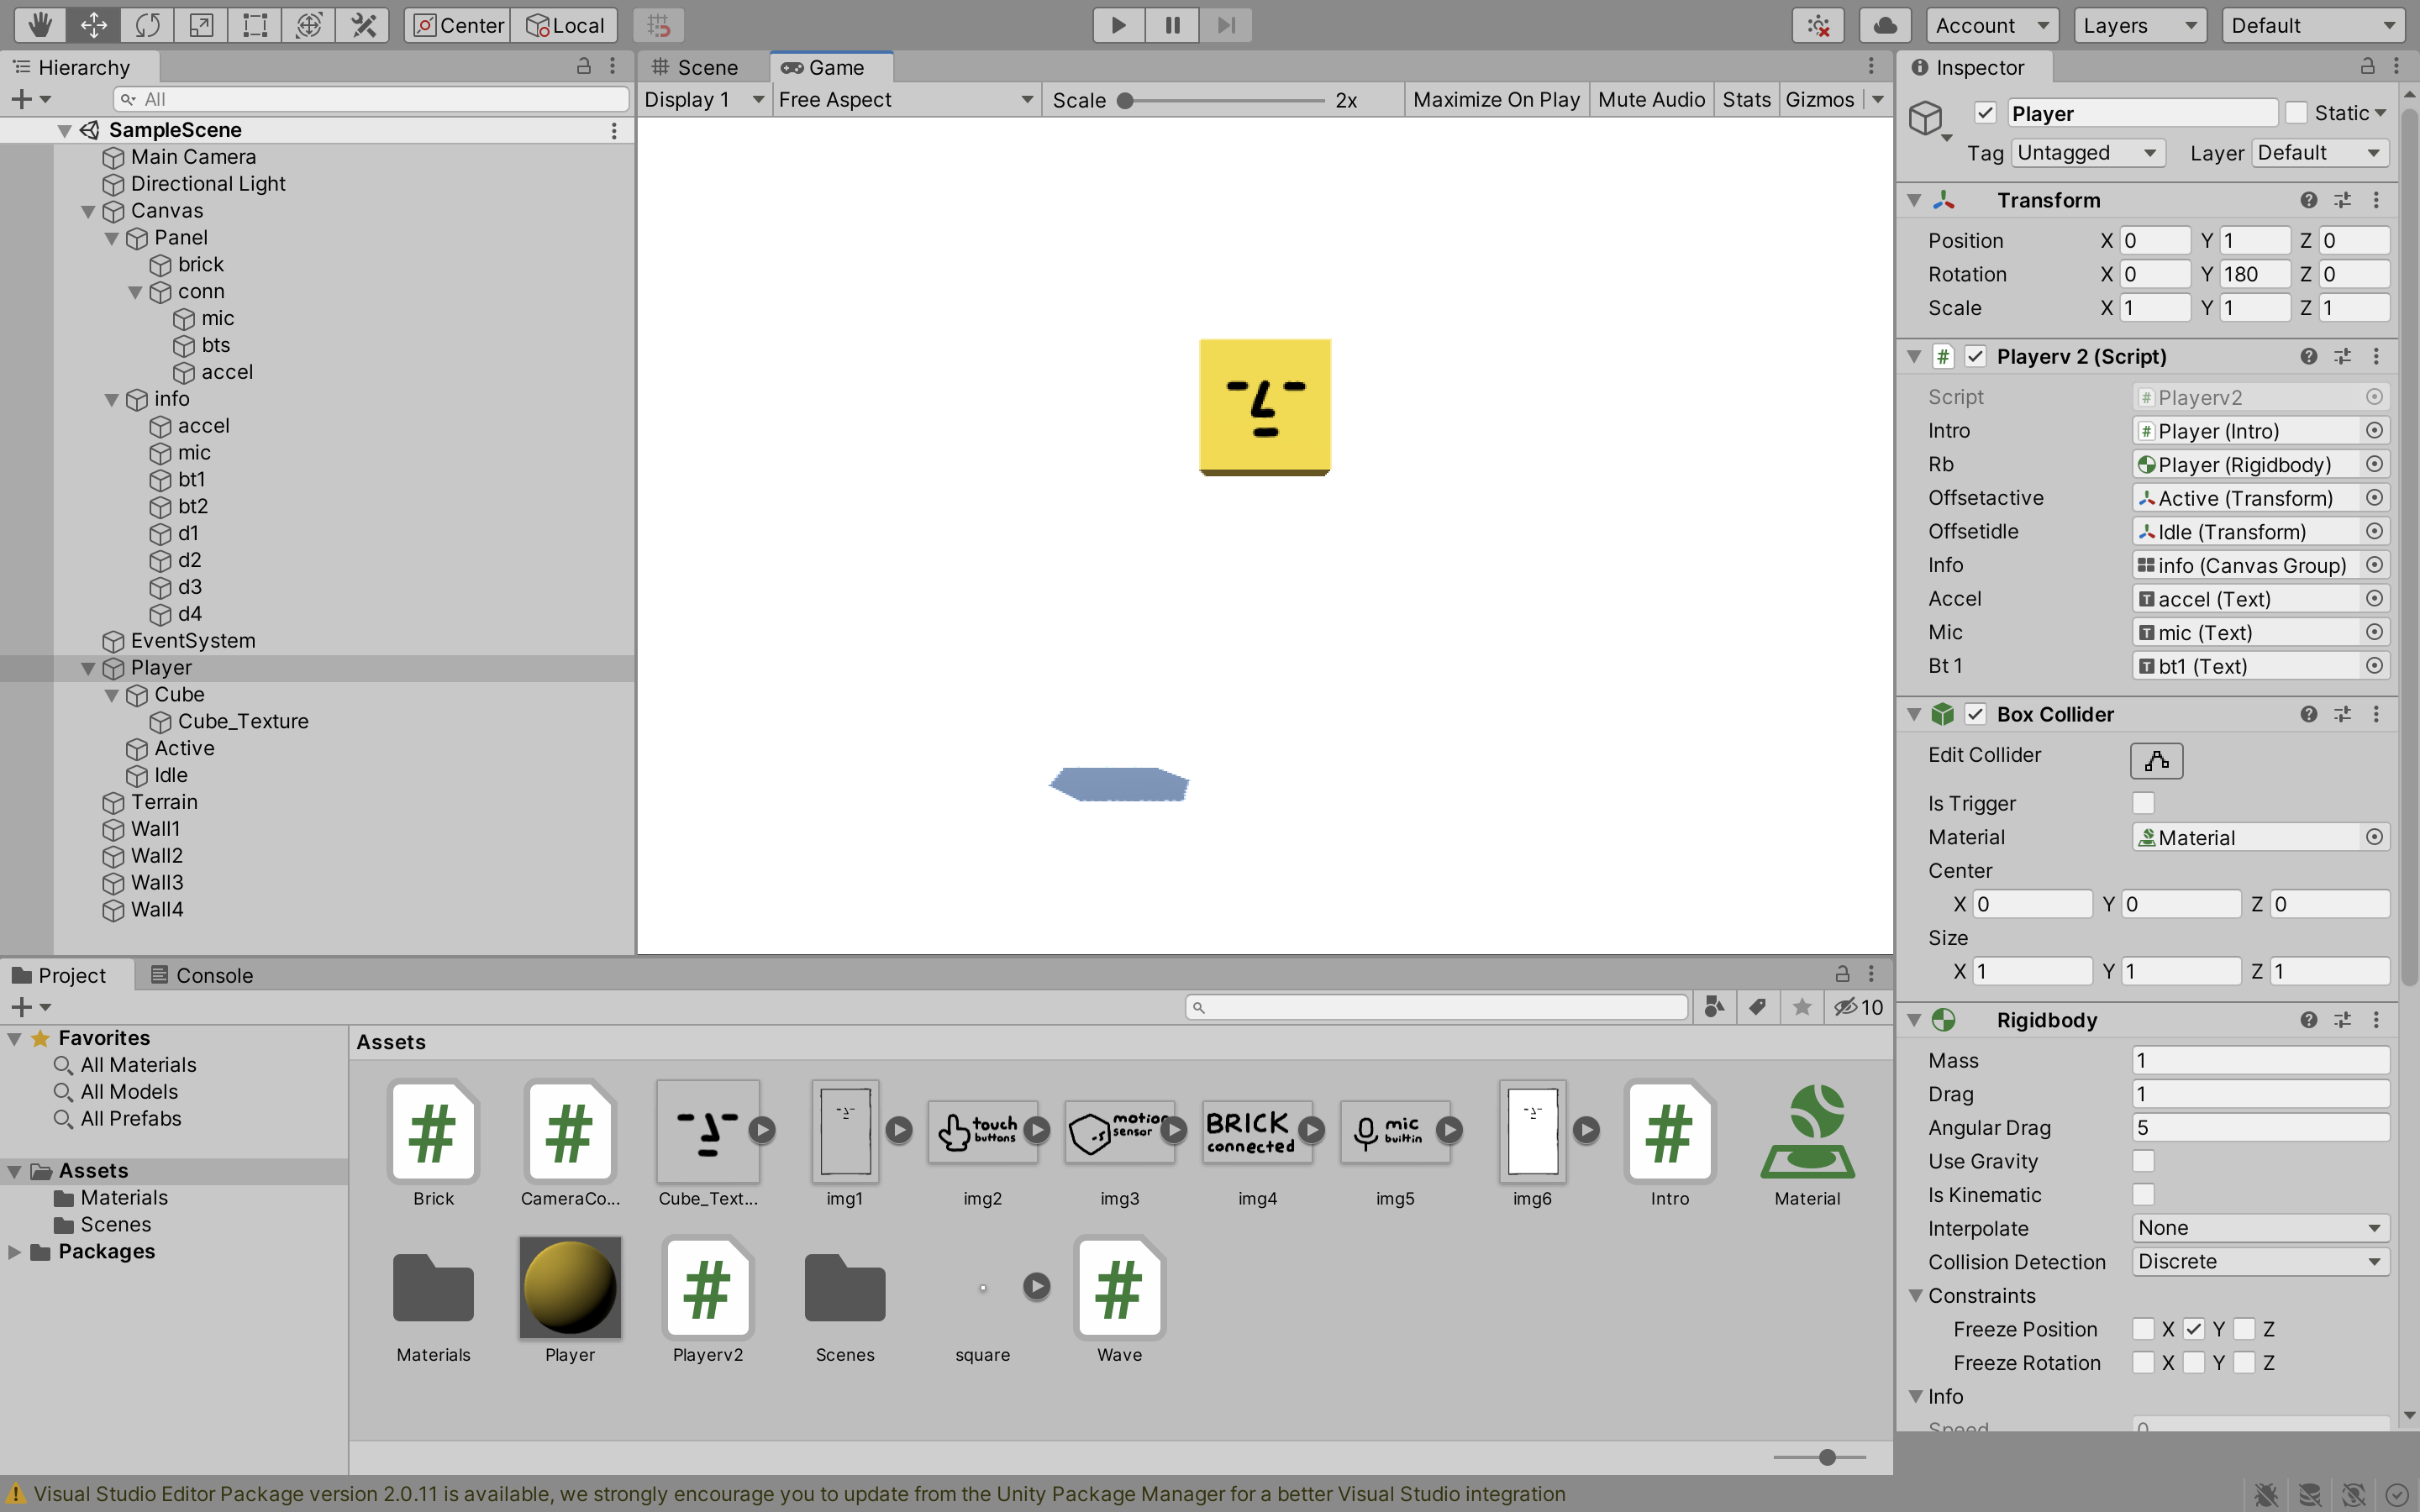 Center Local
Account Layers Default
Hierarchy
All
SampleScene
Main Camera
Directional Light
Canvas
Panel
brick
conn
mic
bts
accel
info
accel
mic
bt1
bt2
d1
d2
d3
d4
EventSystem
Player
Cube
Cube_Texture
Active
Idle
Terrain
Wall1
Wall2
Wall3
Wall4
Scene Game
Display 1 Free Aspect Scale 2x Maximize On Play Mute Audio Stats Gizmos
Inspector
Player Static
Tag Untagged Layer Default
Transform
Position X 0 Y 1 Z 0
Rotation X 0 Y 180 Z 0
Scale X 1 Y 1 Z 1
# Playerv 2 (Script)
Script # Playerv2
Intro # Player (Intro)
Rb Player (Rigidbody)
Offsetactive Active (Transform)
Offsetidle Idle (Transform)
Info info (Canvas Group)
Accel T accel (Text)
Mic T mic (Text)
Bt 1 T bt1 (Text)
Box Collider
Edit Collider
Is Trigger
Material Material
Center
X 0 Y 0 Z 0
Size
X 1 Y 1 Z 1
Rigidbody
Mass 1
Drag 1
Angular Drag 5
Use Gravity
Is Kinematic
Interpolate None
Collision Detection Discrete
Constraints
Freeze Position X Y Z
Freeze Rotation X Y Z
Info
Speed 0
Project Console
10
Favorites
All Materials
All Models
All Prefabs
Assets
Materials
Scenes
Packages
Assets
# # touch buttons motion sensor BRICK connected mic builtin #
Brick CameraCo... Cube_Text... img1 img2 img3 img4 img5 img6 Intro Material
# #
Materials Player Playerv2 Scenes square Wave
Visual Studio Editor Package version 2.0.11 is available, we strongly encourage you to update from the Unity Package Manager for a better Visual Studio integration